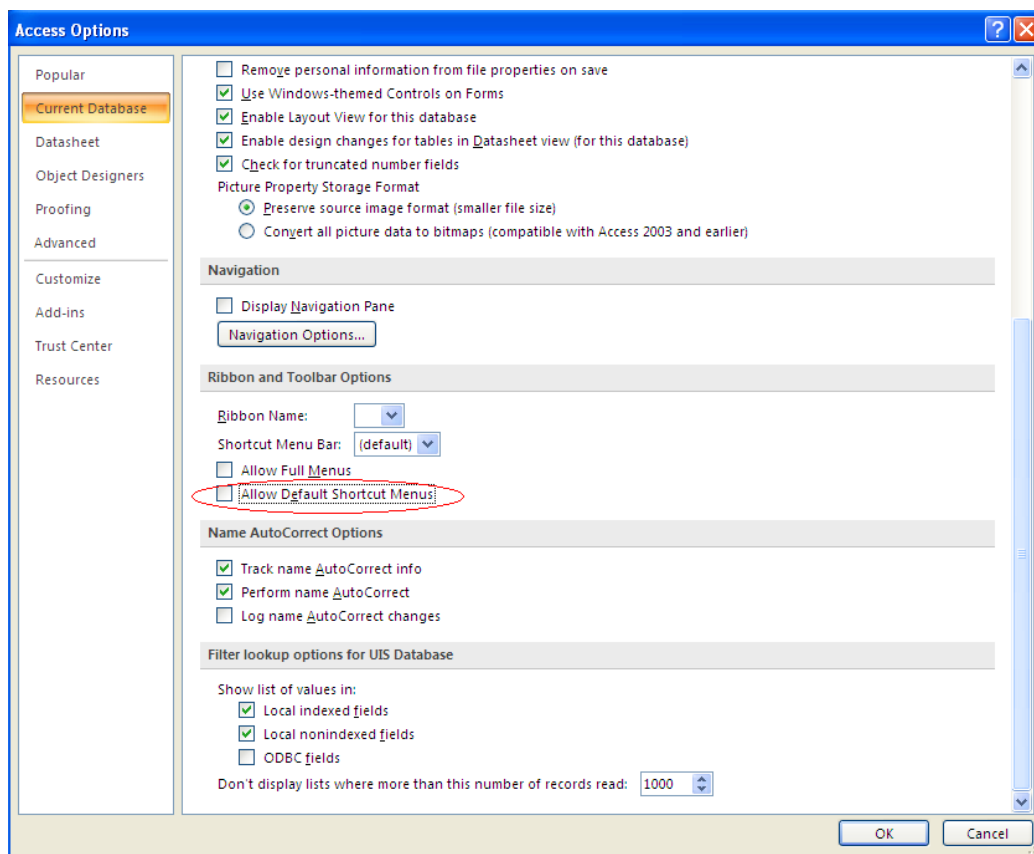 Access Options
Popular
Current Database
Datasheet
Object Designers
Proofing
Advanced
Customize
Add-ins
Trust Center
Resources
Remove personal information from file properties on save
Use Windows-themed Controls on Forms
Enable Layout View for this database
Enable design changes for tables in Datasheet view (for this database)
Check for truncated number fields
Picture Property Storage Format
Preserve source image format (smaller file size)
Convert all picture data to bitmaps (compatible with Access 2003 and earlier)
Navigation
Display Navigation Pane
Navigation Options...
Ribbon and Toolbar Options
Ribbon Name:
Shortcut Menu Bar: (default)
Allow Full Menus
Allow Default Shortcut Menus
Name AutoCorrect Options
Track name AutoCorrect info
Perform name AutoCorrect
Log name AutoCorrect changes
Filter lookup options for UIS Database
Show list of values in:
Local indexed fields
Local nonindexed fields
ODBC fields
Don't display lists where more than this number of records read: 1000
OK Cancel